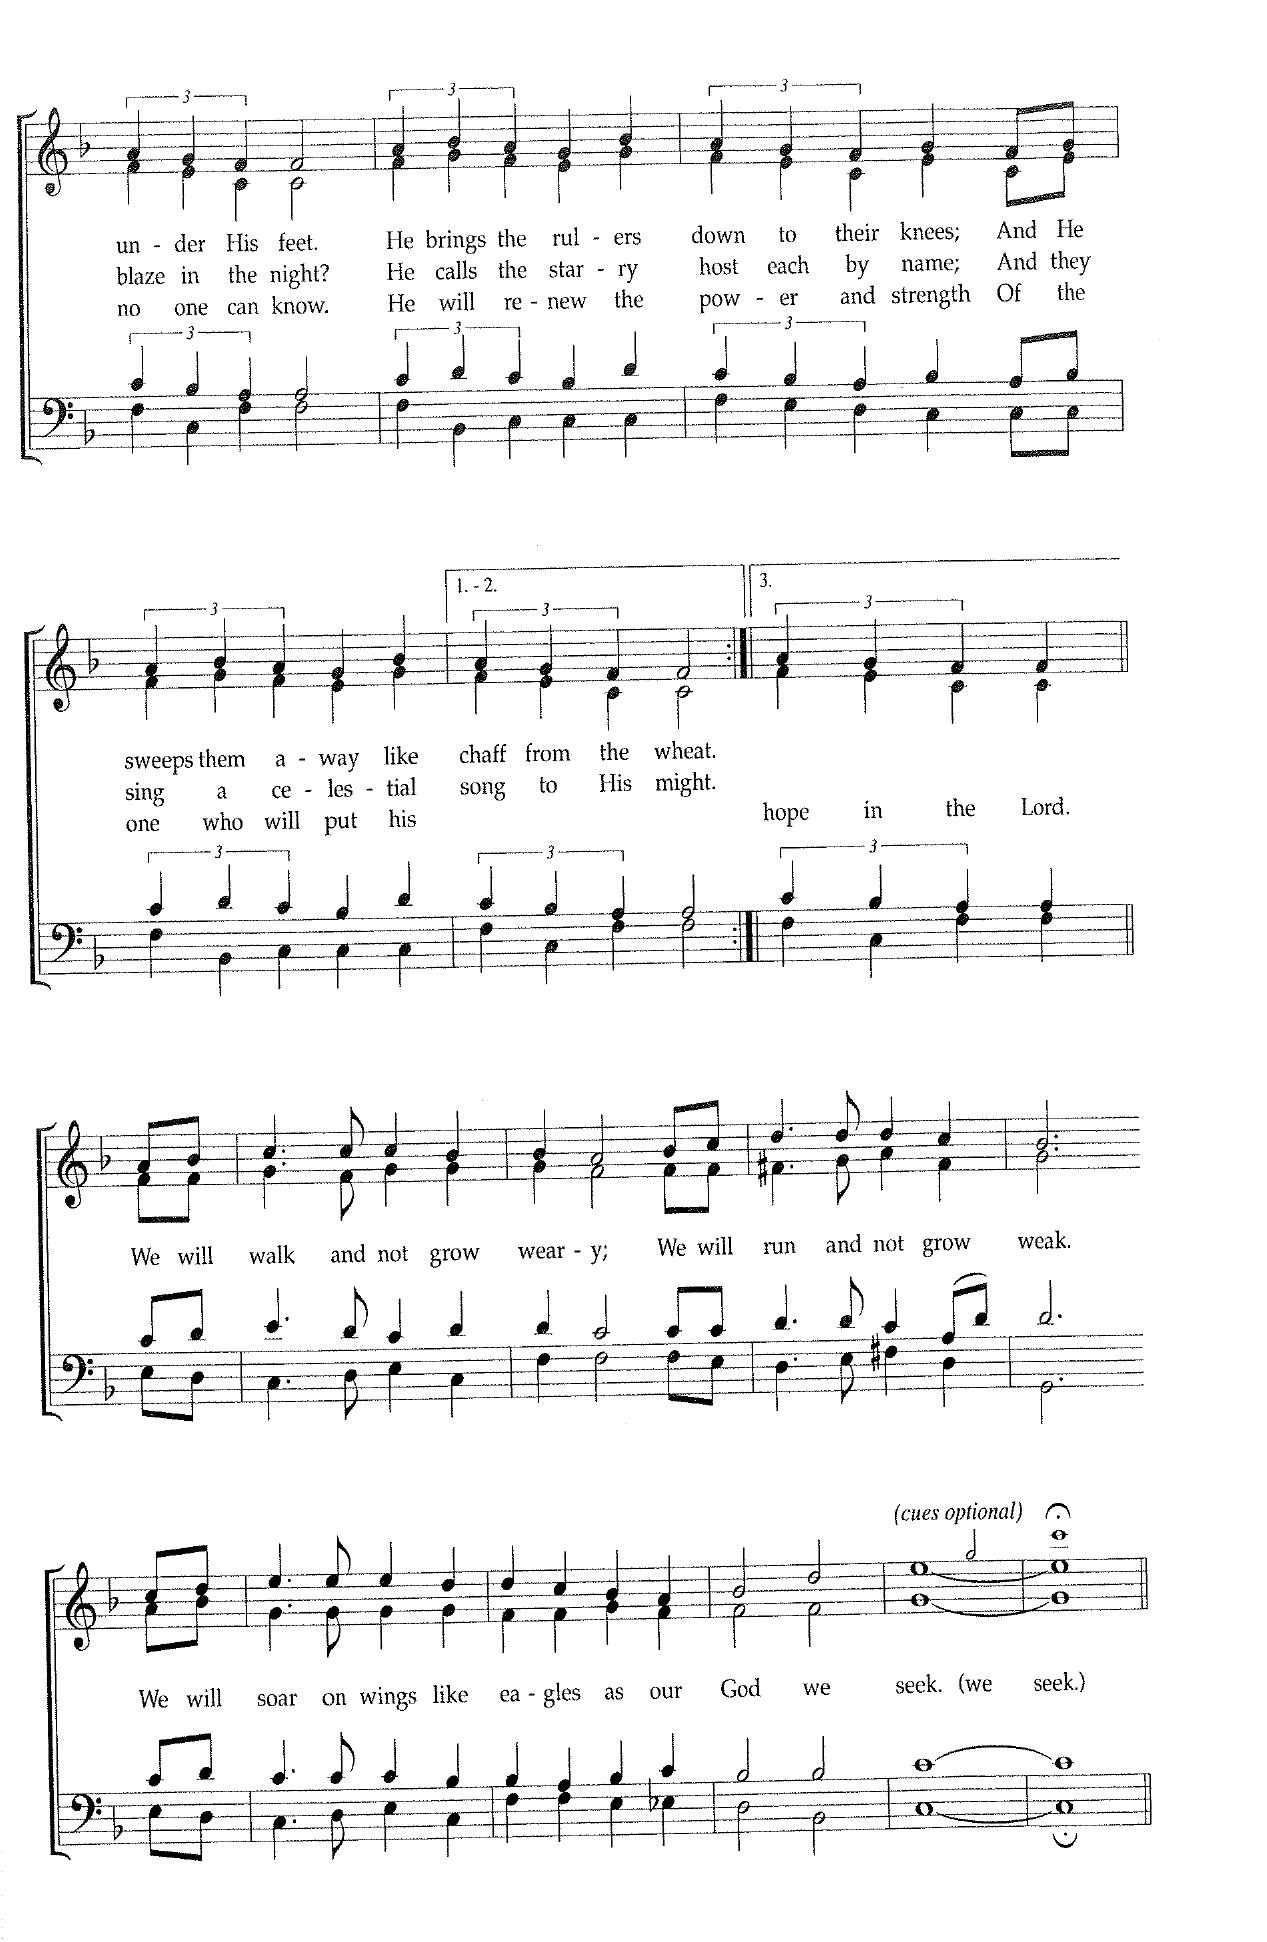 3 3 3
un - der His feet. He brings the rul - ers down to their knees; And He
blaze in the night? He calls the star - ry host each by name; And they
no one can know. He will re - new the pow - er and strength Of the
3 3 3
1. - 2. 3.
3 3 3
sweeps them a - way like chaff from the wheat.
sing a ce - les - tial song to His might.
one who will put his hope in the Lord.
3 3 3
We will walk and not grow wear - y; We will run and not grow weak.
(cues optional)
We will soar on wings like ea - gles as our God we seek. (we seek.)